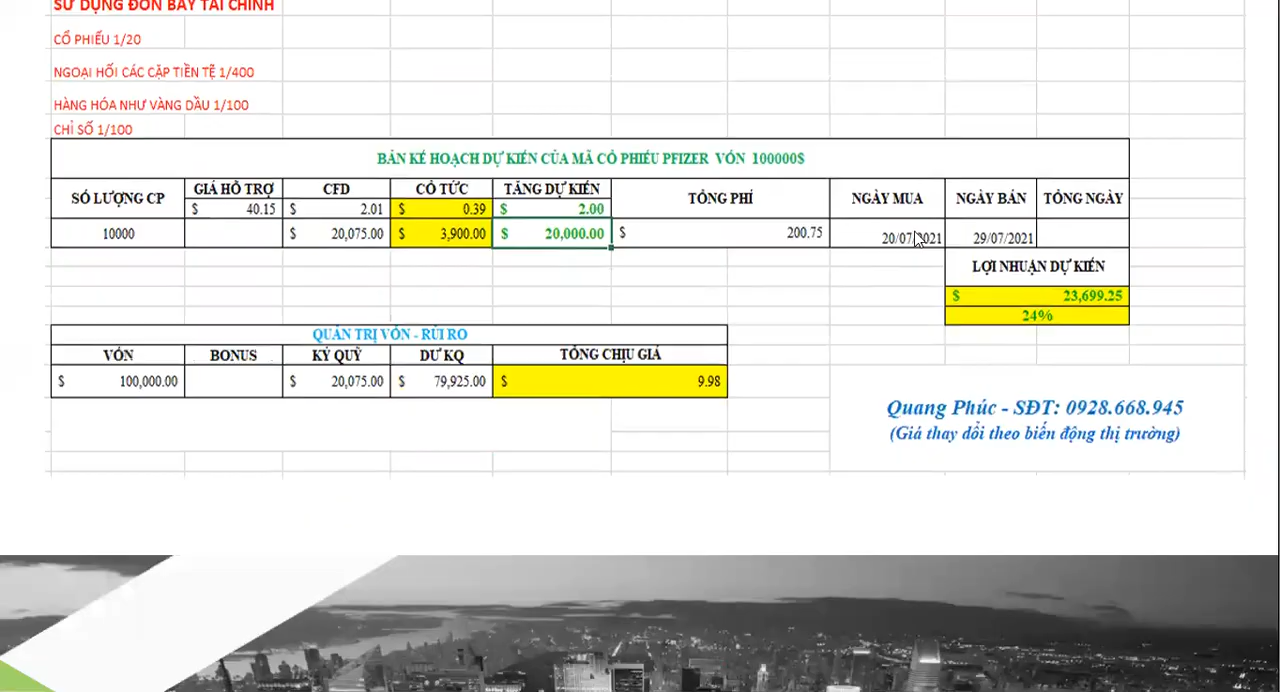 SỬ DỤNG ĐÒN BẨY TÀI CHÍNH
CỔ PHIẾU 1/20
NGOẠI HỐI CÁC CẶP TIỀN TỆ 1/400
HÀNG HÓA NHƯ VÀNG DẦU 1/100
CHỈ SỐ 1/100
BẢN KẾ HOẠCH DỰ KIẾN CỦA MÃ CỔ PHIẾU PFIZER VỐN 100000$
SỐ LƯỢNG CP GIÁ HỖ TRỢ CFD CỔ TỨC TĂNG DỰ KIẾN TỔNG PHÍ NGÀY MUA NGÀY BÁN TỔNG NGÀY
$ 40.15 $ 2.01 $ 0.39 $ 2.00
10000 $ 20,075.00 $ 3,900.00 $ 20,000.00 $ 200.75 20/07/2021 29/07/2021
LỢI NHUẬN DỰ KIẾN
$ 23,699.25
24%
QUẢN TRỊ VỐN - RỦI RO
VỐN BONUS KÝ QUỸ DƯ KQ TỔNG CHỊU GIÁ
$ 100,000.00 $ 20,075.00 $ 79,925.00 $ 9.98
Quang Phúc - SĐT: 0928.668.945
(Giá thay đổi theo biến động thị trường)